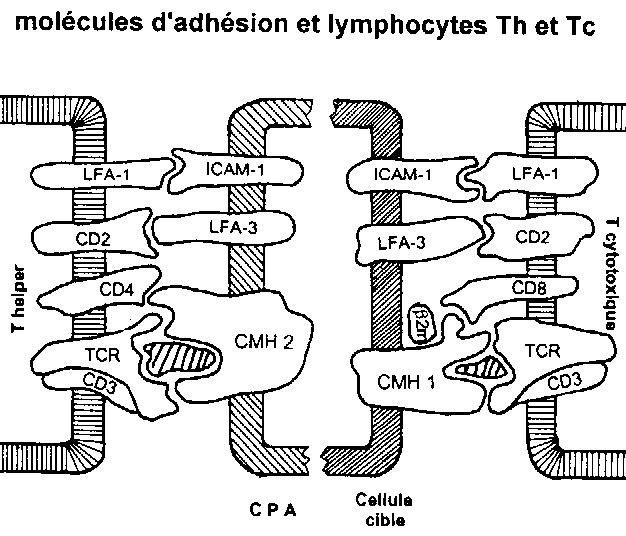 molécules d'adhésion et lymphocytes Th et Tc
LFA-1
ICAM-1
ICAM-1
LFA-1
CD2
LFA-3
LFA-3
CD2
T helper
CD4
CD8
T cytotoxique
β2m
TCR
CMH 2
CMH 1
TCR
CD3
CD3
C P A
Cellule
cible